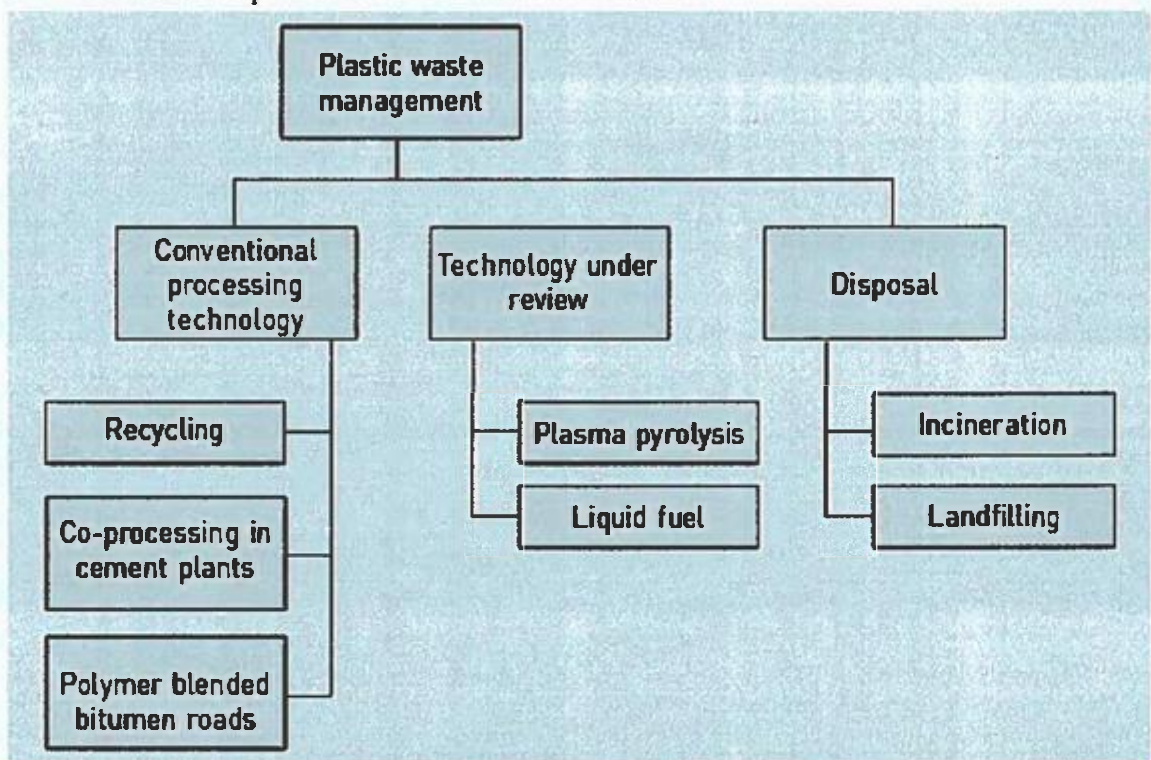 Plastic waste
management
Conventional
processing
technology
Technology under
review
Disposal
Recycling
Co-processing in
cement plants
Polymer blended
bitumen roads
Plasma pyrolysis
Liquid fuel
Incineration
Landfilling